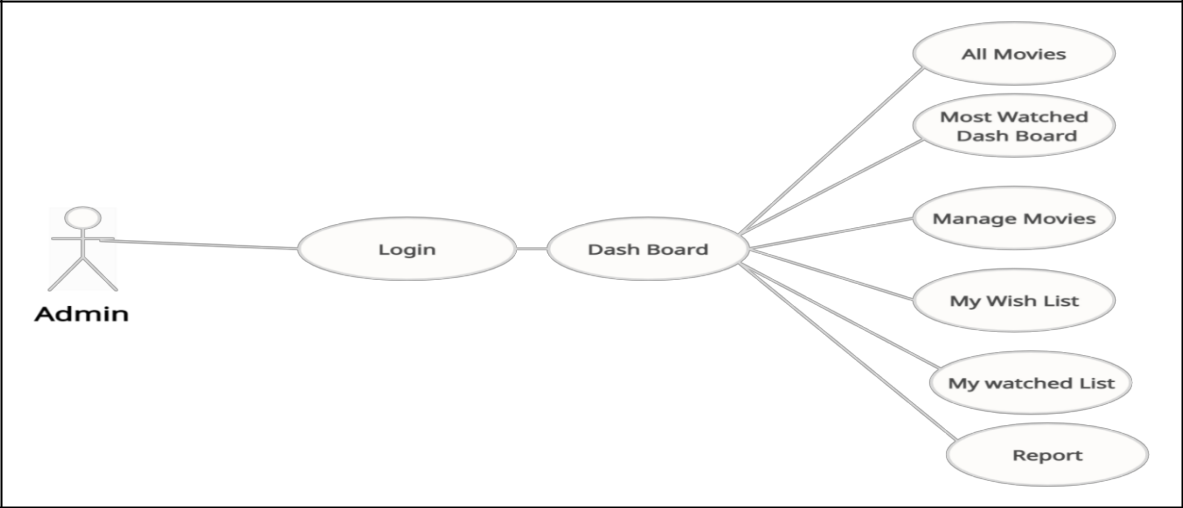 All Movies
Most Watched
Dash Board
Manage Movies
Login
Dash Board
My Wish List
Admin
My watched List
Report